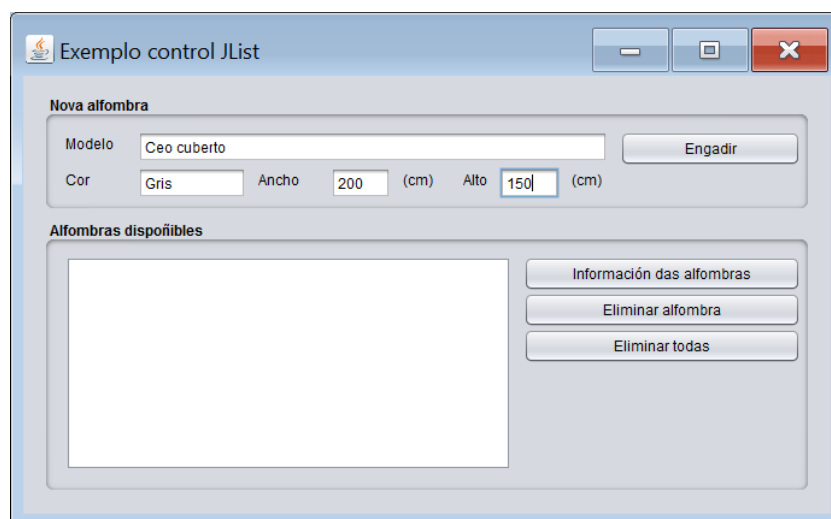 Exemplo control JList
Nova alfombra
Modelo Ceo cuberto Engadir
Cor Gris Ancho 200 (cm) Alto 150 (cm)
Alfombras dispoñibles
Información das alfombras
Eliminar alfombra
Eliminar todas